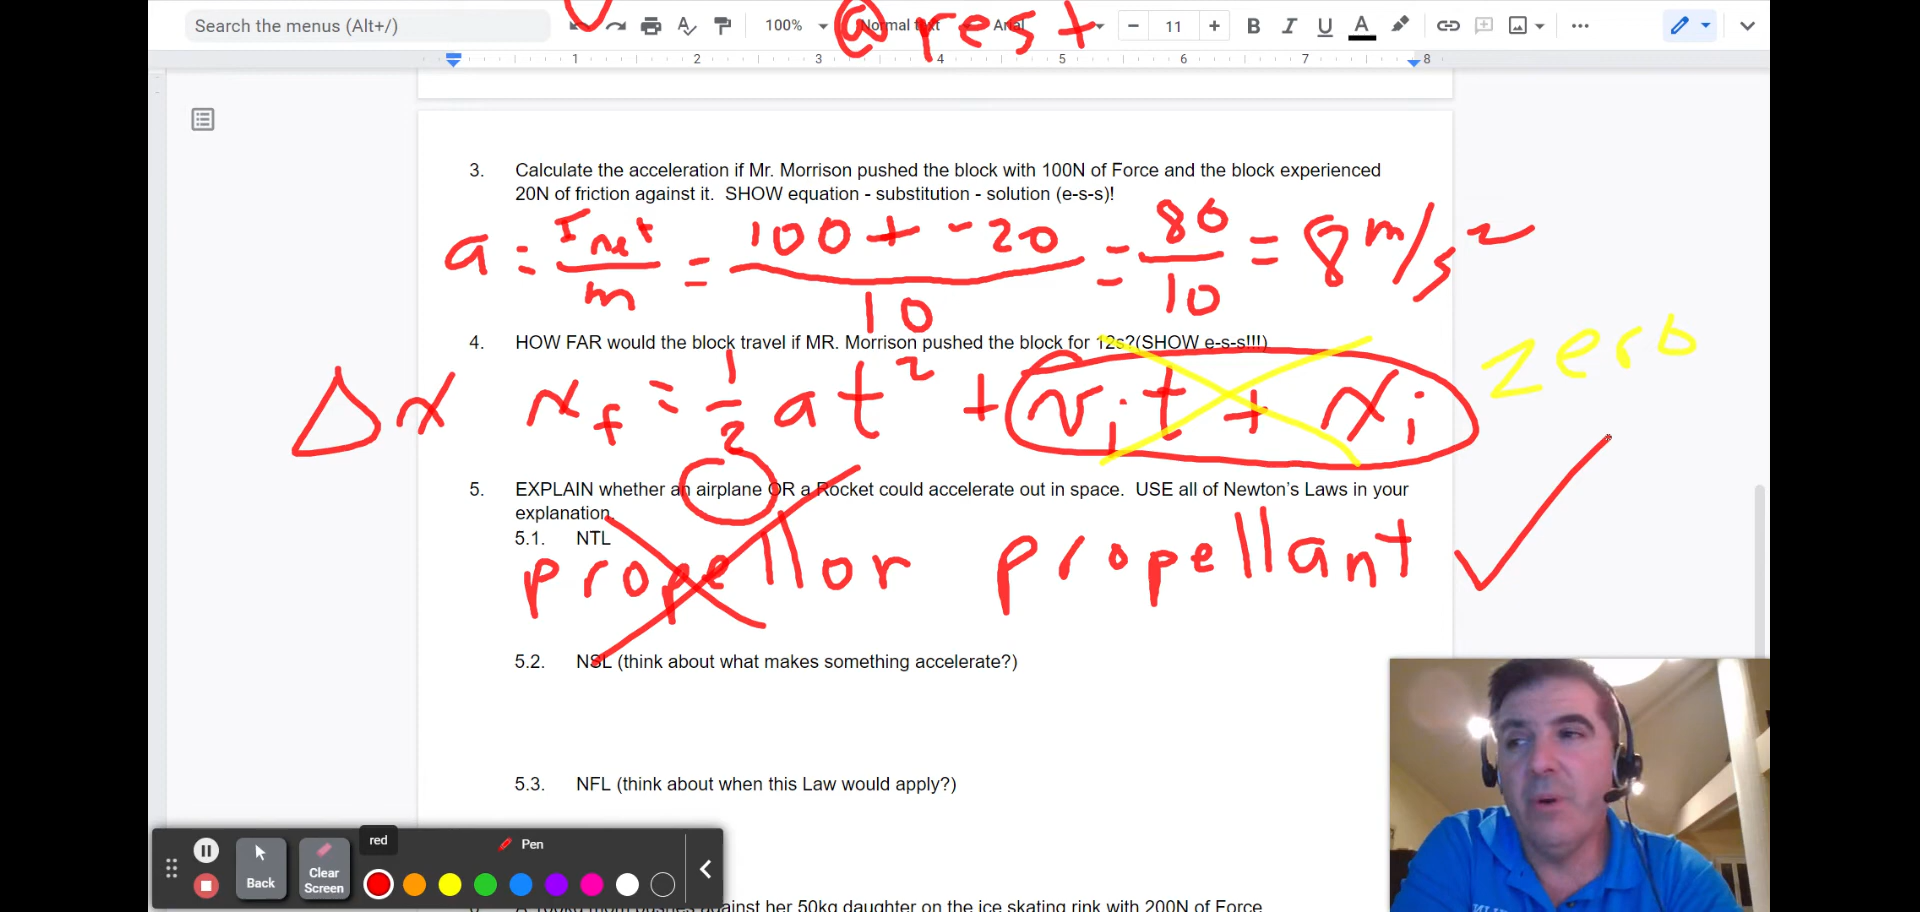 Search the menus (Alt+/)
100%
Normal text
Arial
11
@ rest
1 2 3 4 5 6 7 8
3. Calculate the acceleration if Mr. Morrison pushed the block with 100N of Force and the block experienced
20N of friction against it. SHOW equation - substitution - solution (e-s-s)!
a = Fnet/m = 100 + -20/10 = 80/10 = 8 m/s²
4. HOW FAR would the block travel if MR. Morrison pushed the block for 12s?(SHOW e-s-s!!!)
zero
Δx xf = 1/2 at² + vit + xi
5. EXPLAIN whether an airplane OR a Rocket could accelerate out in space. USE all of Newton's Laws in your
explanation.
5.1. NTL
propellor propellant
5.2. NSL (think about what makes something accelerate?)
5.3. NFL (think about when this Law would apply?)
red
Pen
Back
Clear
Screen
against her 50kg daughter on the ice skating rink with 200N of Force